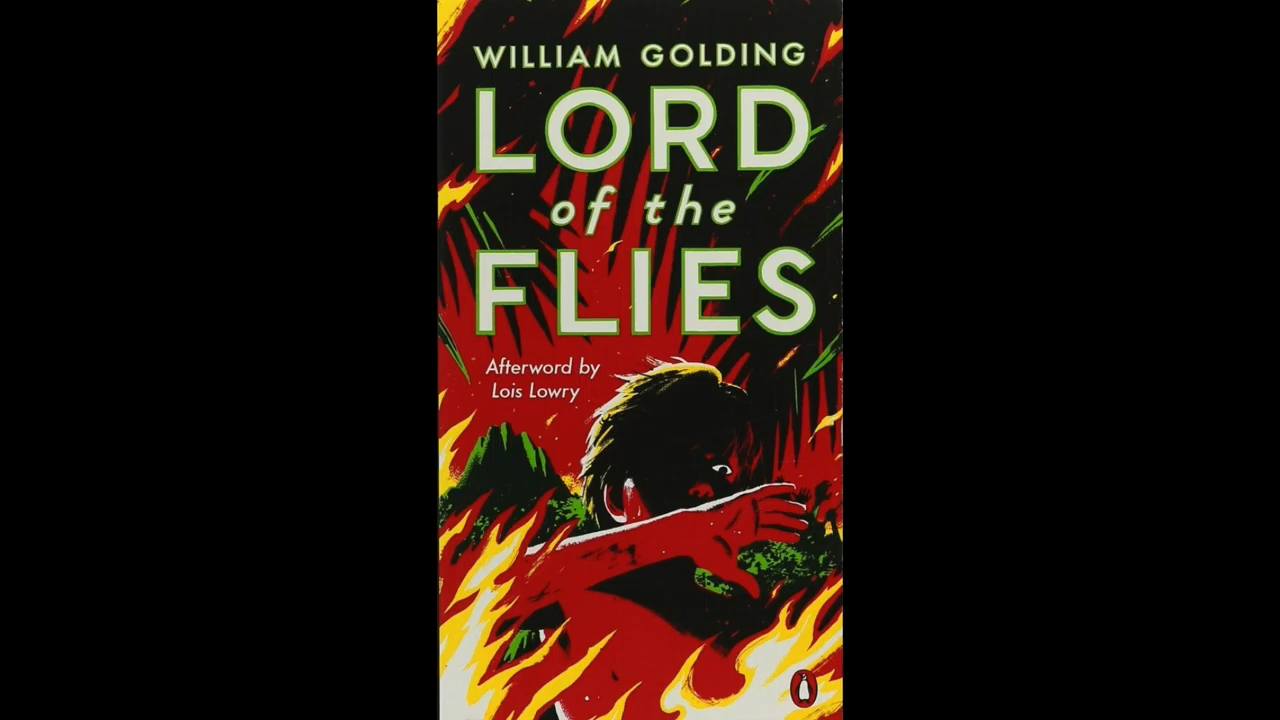 WILLIAM GOLDING
LORD
of the
FLIES
Afterword by
Lois Lowry